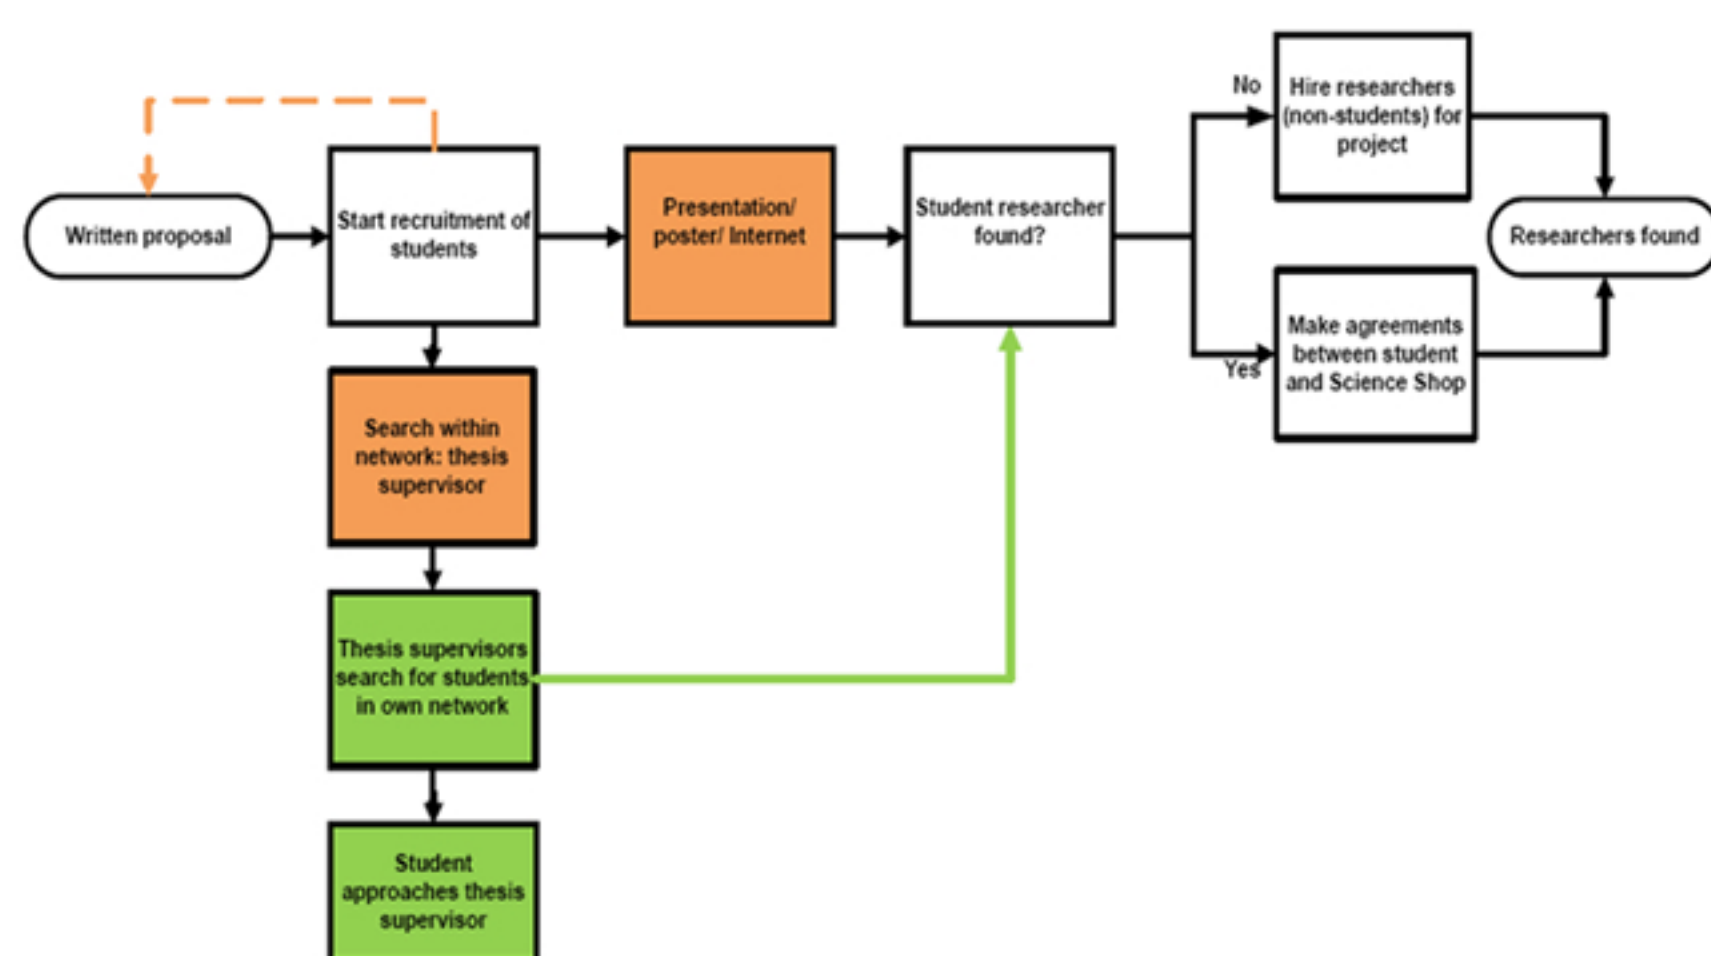 No
Hire researchers
(non-students) for
project
Written proposal
Start recruitment of
students
Presentation/
poster/ Internet
Student researcher
found?
Researchers found
Yes
Make agreements
between student
and Science Shop
Search within
network: thesis
supervisor
Thesis supervisors
search for students
in own network
Student
approaches thesis
supervisor